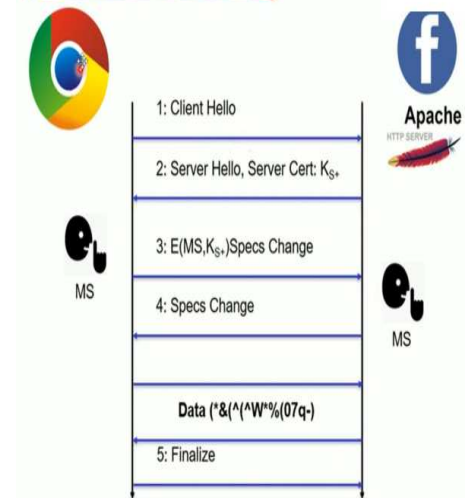 f
Apache
HTTP SERVER
1: Client Hello
2: Server Hello, Server Cert: Kₛ₊
3: E(MS,Kₛ₊)Specs Change
MS
4: Specs Change
MS
Data (*&(^(^W*%(07q-)
5: Finalize